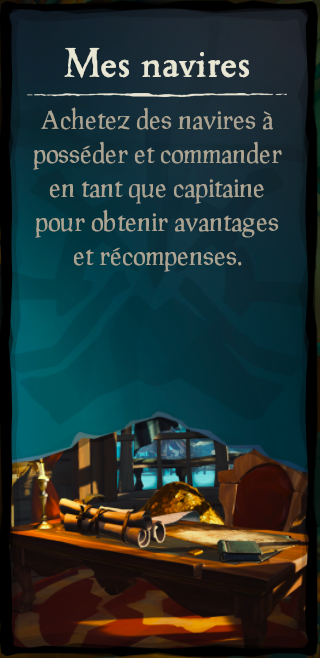 Mes navires
Achetez des navires à
posséder et commander
en tant que capitaine
pour obtenir avantages
et récompenses.